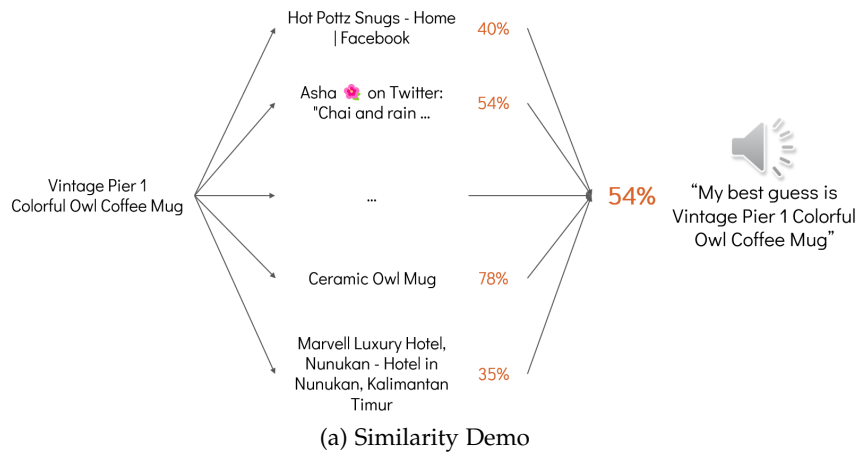 Hot Pottz Snugs - Home
| Facebook
40%
Asha 🌺 on Twitter:
"Chai and rain ...
54%
Vintage Pier 1
Colorful Owl Coffee Mug
...
54%
“My best guess is
Vintage Pier 1 Colorful
Owl Coffee Mug”
Ceramic Owl Mug
78%
Marvell Luxury Hotel,
Nunukan - Hotel in
Nunukan, Kalimantan
Timur
35%
(a) Similarity Demo